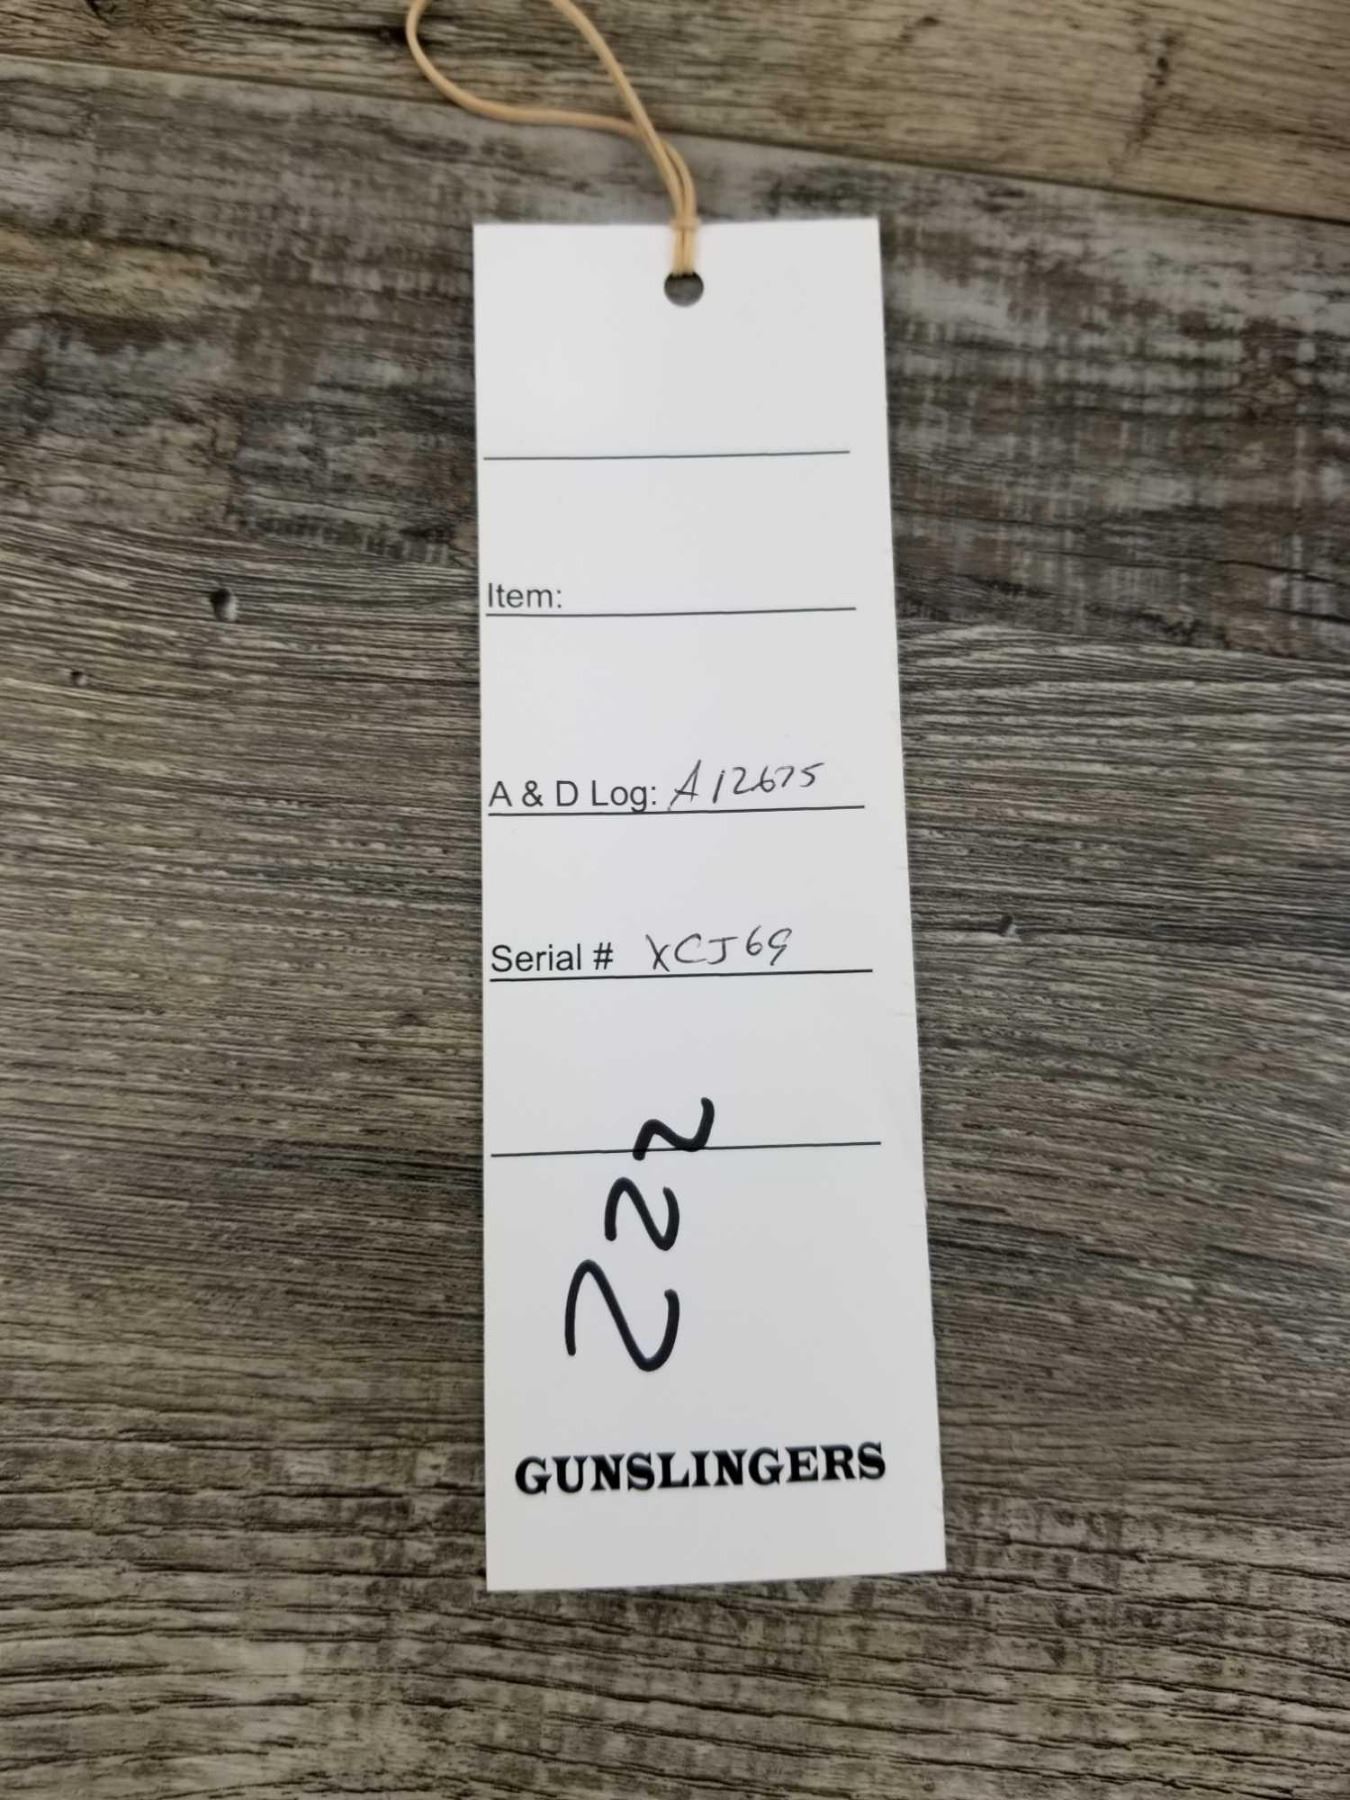 Item:
A & D Log: A12675
Serial # XCJ69
222
GUNSLINGERS